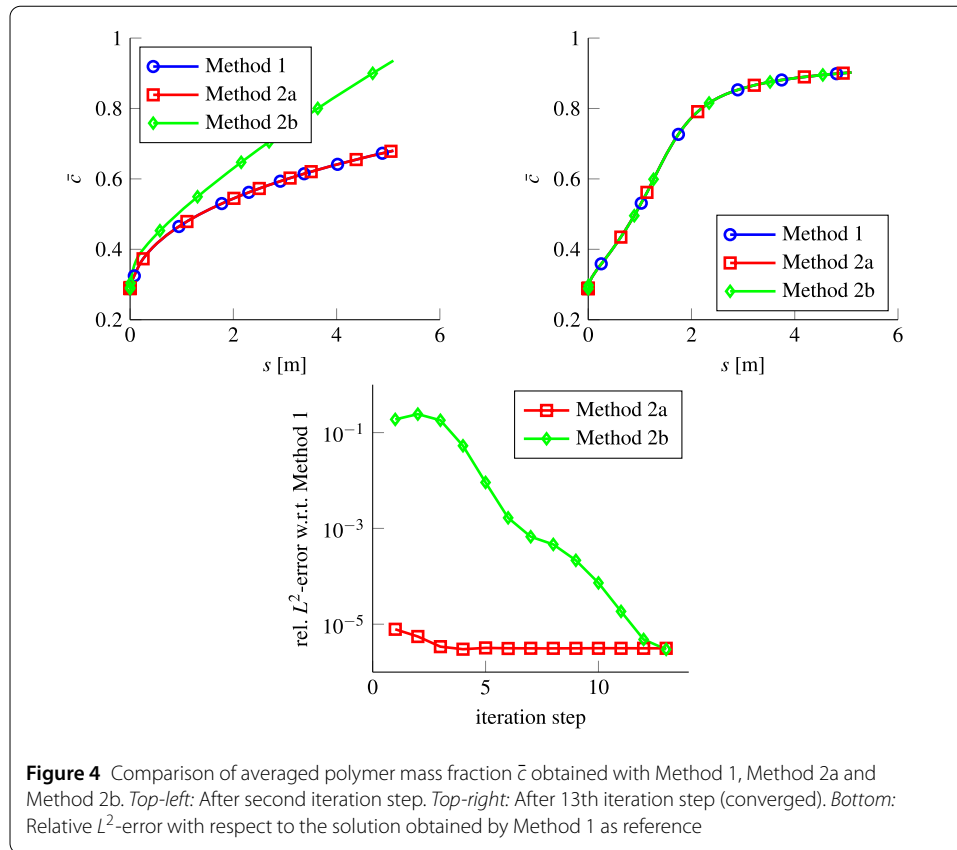 1
0.8
0.6
0.4
0.2
c̄
0
2
4
6
s [m]
Method 1
Method 2a
Method 2b
1
0.8
0.6
0.4
0.2
c̄
0
2
4
6
s [m]
Method 1
Method 2a
Method 2b
10⁻¹
10⁻³
10⁻⁵
rel. L²-error w.r.t. Method 1
0
5
10
iteration step
Method 2a
Method 2b
Figure 4 Comparison of averaged polymer mass fraction c̄ obtained with Method 1, Method 2a and
Method 2b. Top-left: After second iteration step. Top-right: After 13th iteration step (converged). Bottom:
Relative L²-error with respect to the solution obtained by Method 1 as reference